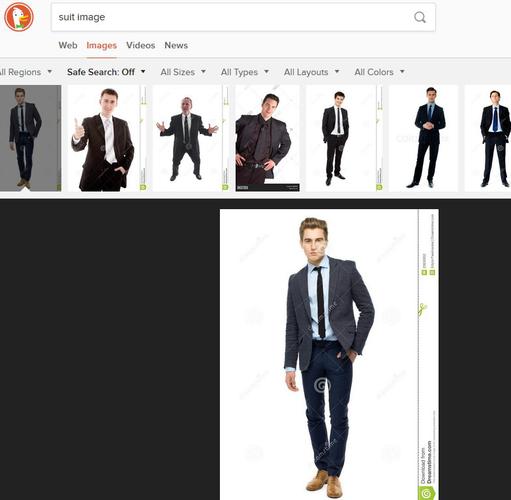 suit image
Web Images Videos News
All Regions Safe Search: Off All Sizes All Types All Layouts All Colors
Download from
Dreamstime.com